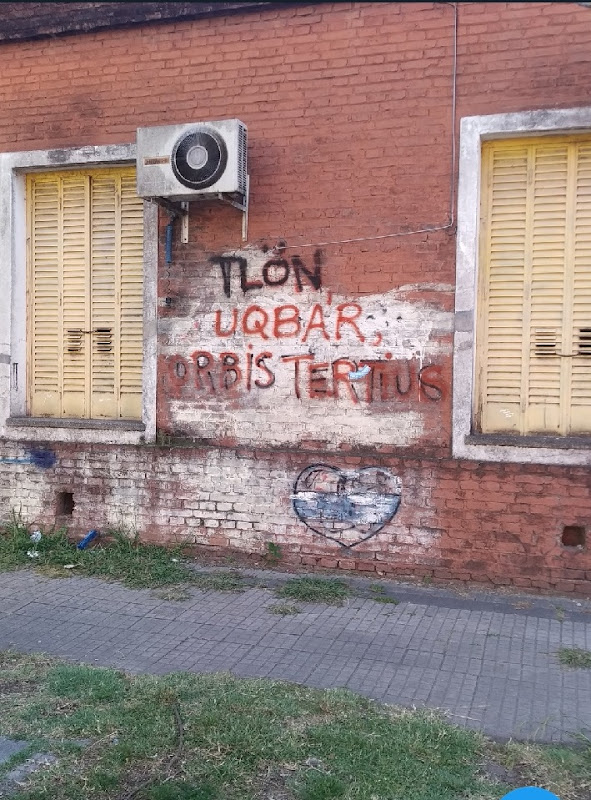 TLÖN,
UQBAR,
ORBIS TERTIUS